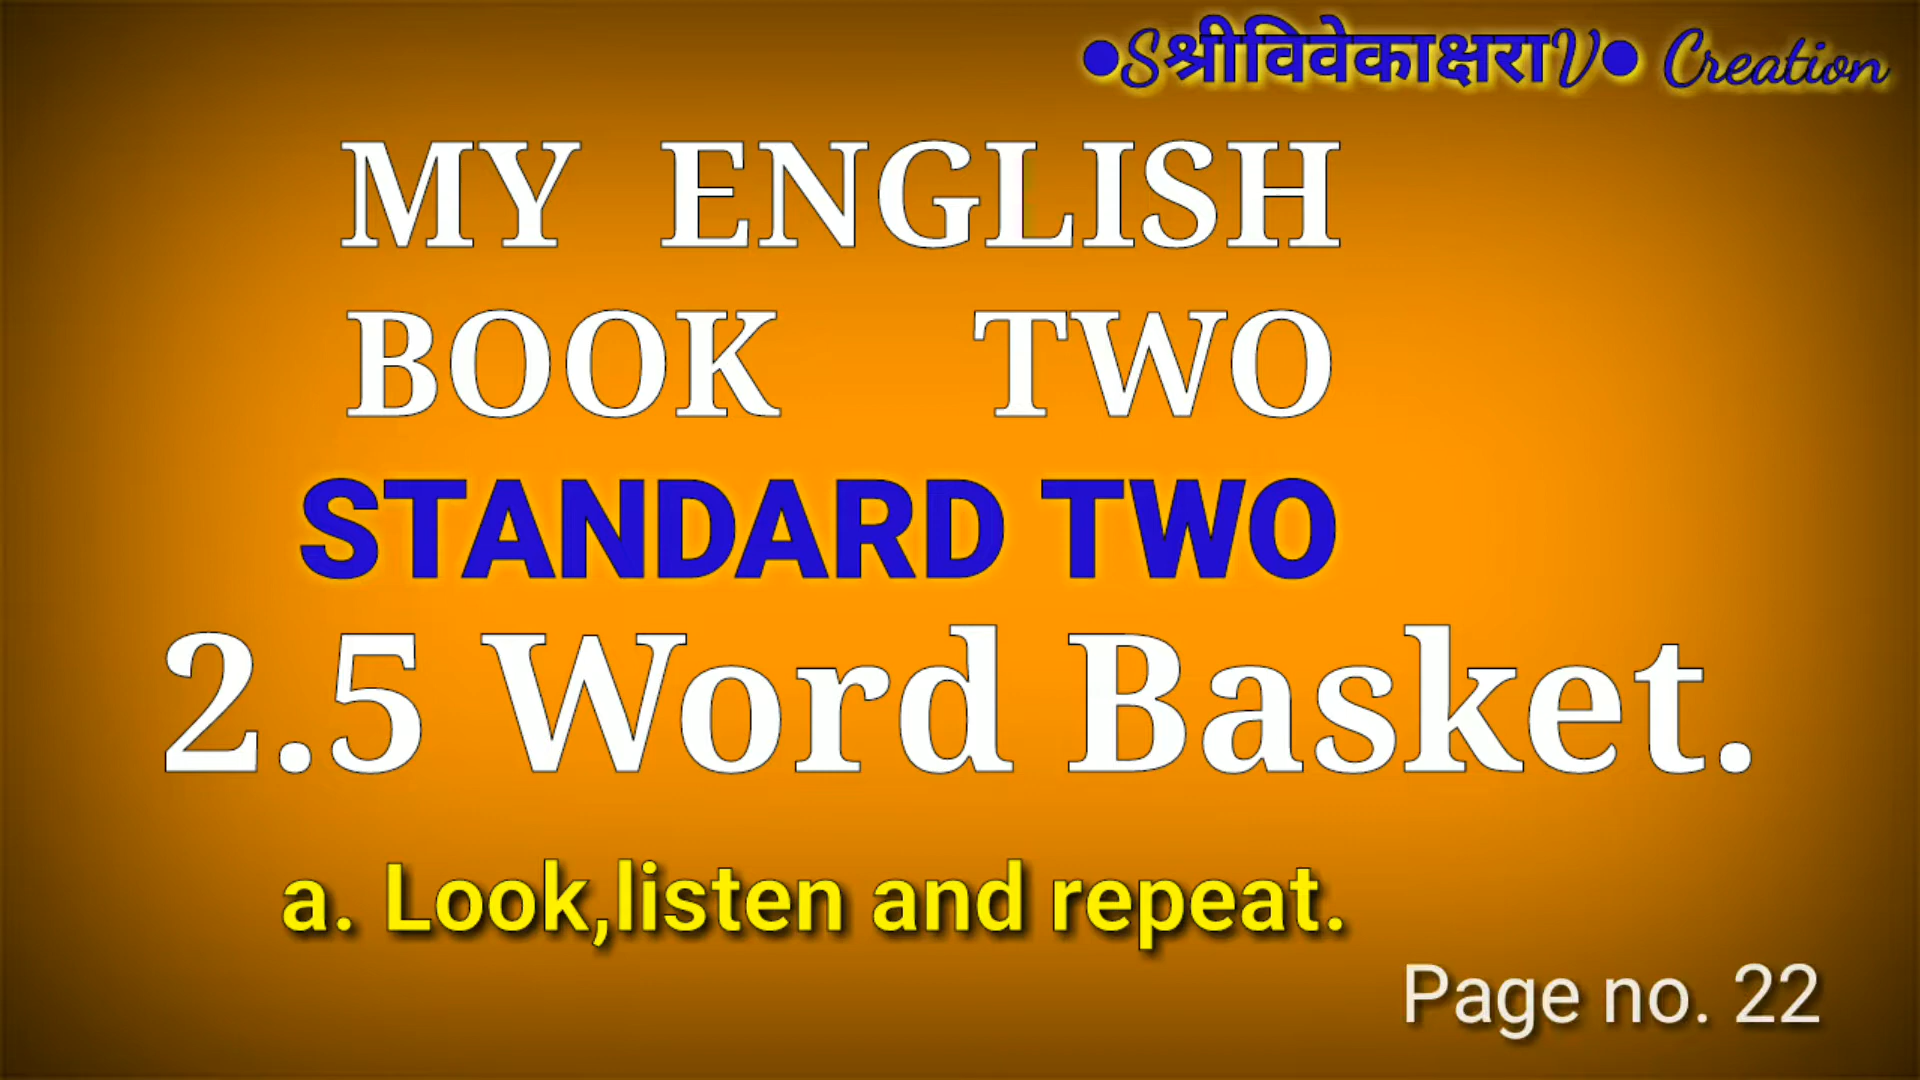 ●Sश्रीविवेकाक्षराV● Creation
MY ENGLISH
BOOK TWO
STANDARD TWO
2.5 Word Basket.
a. Look,listen and repeat.
Page no. 22